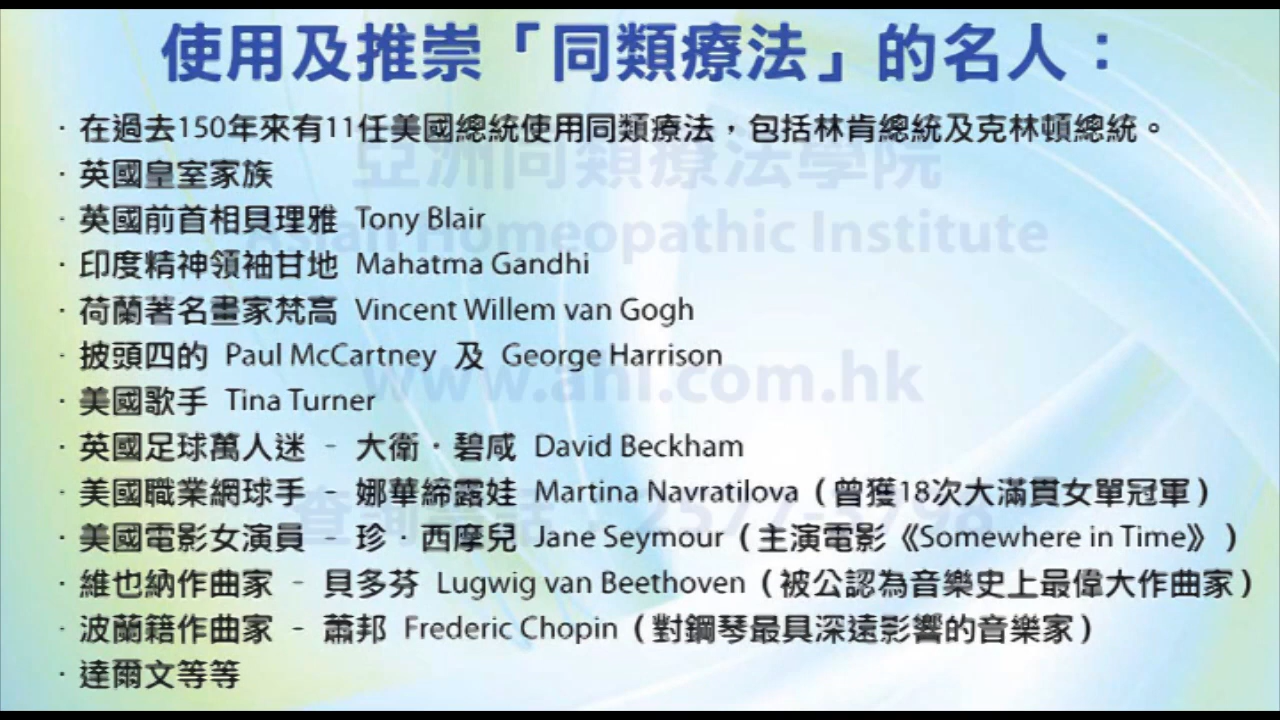 使用及推崇「同類療法」的名人：
· 在過去150年來有11任美國總統使用同類療法，包括林肯總統及克林頓總統。
· 英國皇室家族
· 英國前首相貝理雅 Tony Blair
· 印度精神領袖甘地 Mahatma Gandhi
· 荷蘭著名畫家梵高 Vincent Willem van Gogh
· 披頭四的 Paul McCartney 及 George Harrison
· 美國歌手 Tina Turner
· 英國足球萬人迷 - 大衛·碧咸 David Beckham
· 美國職業網球手 - 娜華締露娃 Martina Navratilova（曾獲18次大滿貫女單冠軍）
· 美國電影女演員 - 珍·西摩兒 Jane Seymour（主演電影《Somewhere in Time》）
· 維也納作曲家 - 貝多芬 Lugwig van Beethoven（被公認為音樂史上最偉大作曲家）
· 波蘭籍作曲家 - 蕭邦 Frederic Chopin（對鋼琴最具深遠影響的音樂家）
· 達爾文等等
亞洲同類療法學院
Asian Homeopathic Institute
www.ahi.com.hk